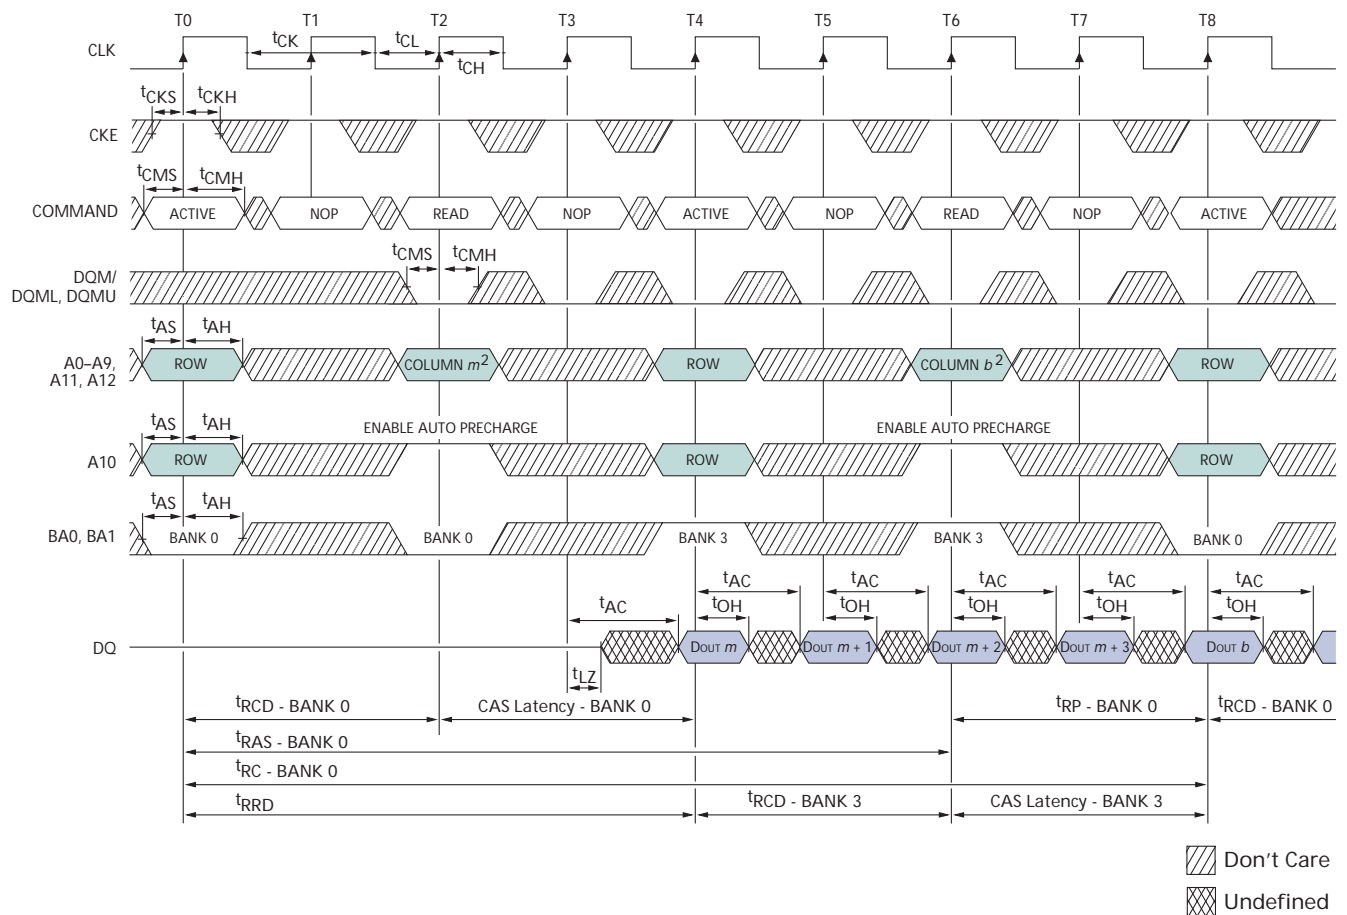 T0 T1 T2 T3 T4 T5 T6 T7 T8
CLK
tCK tCL
tCH
tCKS tCKH
CKE
tCMS tCMH
COMMAND ACTIVE NOP READ NOP ACTIVE NOP READ NOP ACTIVE
tCMS tCMH
DQM/
DQML, DQMU
tAS tAH
A0–A9,
A11, A12
ROW COLUMN m2 ROW COLUMN b2 ROW
tAS tAH
ENABLE AUTO PRECHARGE ENABLE AUTO PRECHARGE
A10 ROW ROW ROW
tAS tAH
BA0, BA1 BANK 0 BANK 0 BANK 3 BANK 3 BANK 0
tAC tAC tAC tAC tAC
tAC tOH tOH tOH tOH tOH
DQ DOUT m DOUT m + 1 DOUT m + 2 DOUT m + 3 DOUT b
tLZ
tRCD - BANK 0 CAS Latency - BANK 0 tRP - BANK 0 tRCD - BANK 0
tRAS - BANK 0
tRC - BANK 0
tRRD tRCD - BANK 3 CAS Latency - BANK 3
Don't Care
Undefined